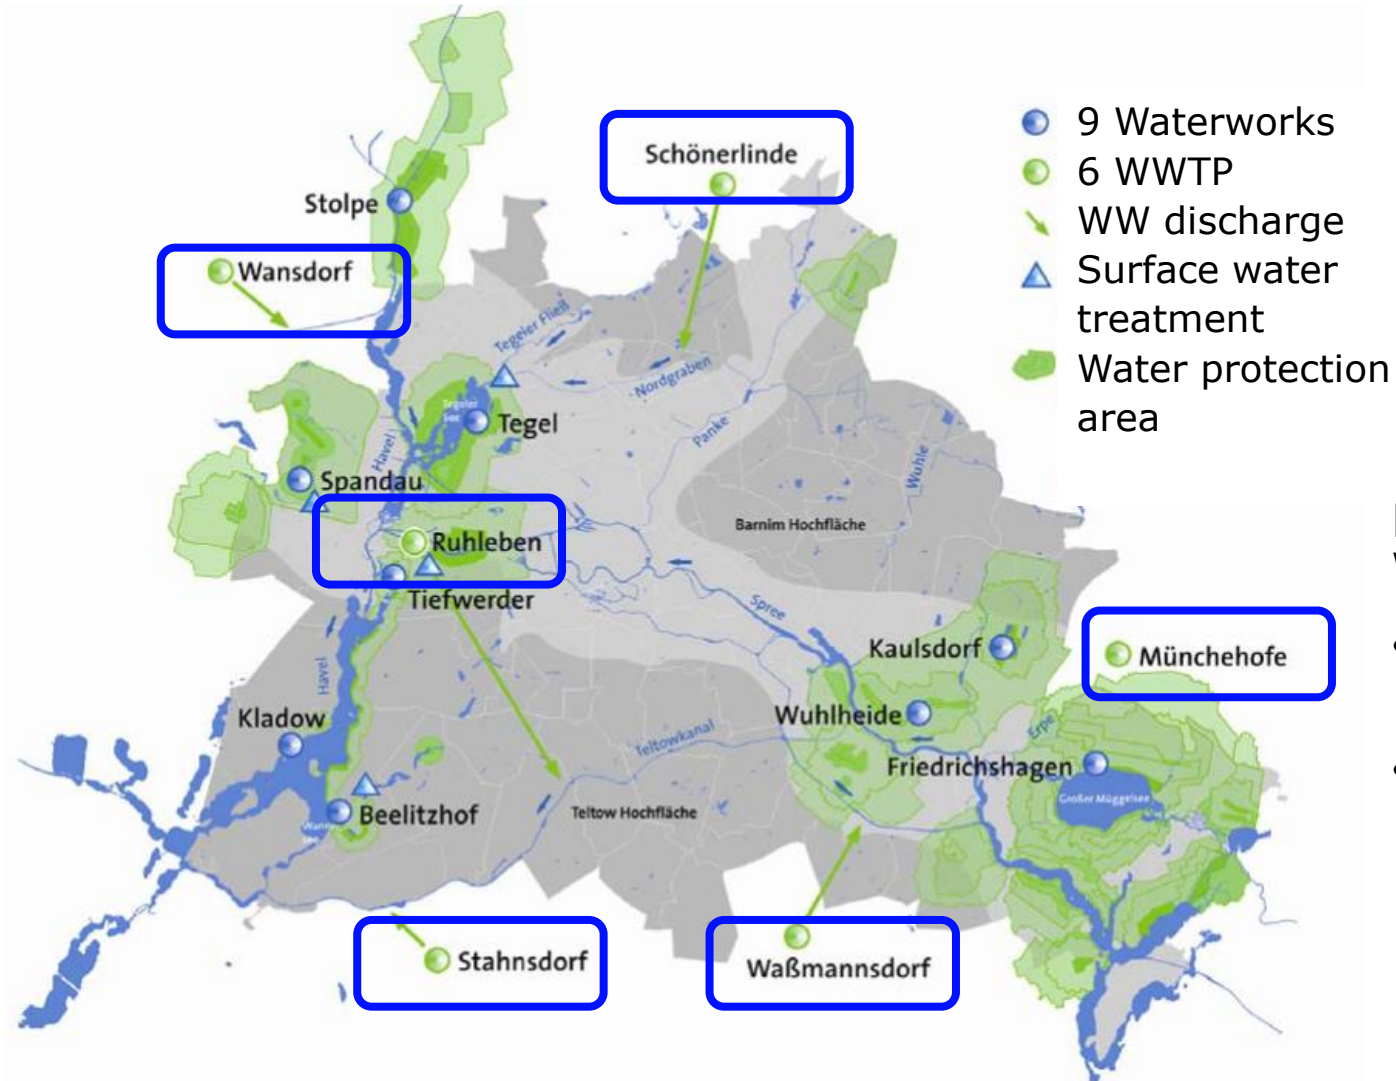 9 Waterworks
6 WWTP
WW discharge
Surface water
treatment
Water protection
area
Schönerlinde
Stolpe
Wansdorf
Tegeler Fließ
Nordgraben
Tegeler
See
Tegel
Panke
Havel
Wuhle
Spandau
Barnim Hochfläche
Ruhleben
Tiefwerder
Spree
Kaulsdorf
Münchehofe
Havel
Kladow
Wuhlheide
Erpe
Teltowkanal
Friedrichshagen
Großer Müggelsee
Beelitzhof
Teltow Hochfläche
Stahnsdorf
Waßmannsdorf